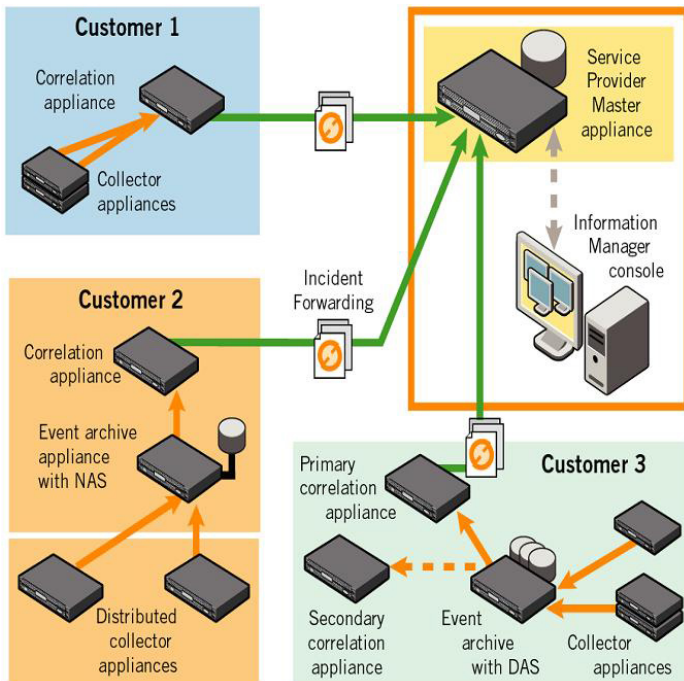 Customer 1
Correlation
appliance
Collector
appliances
Service
Provider
Master
appliance
Information
Manager
console
Incident
Forwarding
Customer 2
Correlation
appliance
Event archive
appliance
with NAS
Distributed
collector
appliances
Customer 3
Primary
correlation
appliance
Secondary
correlation
appliance
Event
archive
with DAS
Collector
appliances